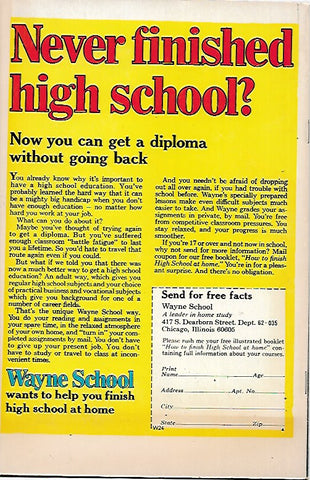 Never finished
high school?
Now you can get a diploma
without going back
You already know why it's important to
have a high school education. You've
probably learned the hard way that it can
be a mighty big handicap when you don't
have enough education – no matter how
hard you work at your job.
What can you do about it?
Maybe you've thought of trying again
to get a diploma. But you've suffered
enough classroom "battle fatigue" to last
you a lifetime. So you'd hate to travel that
route again even if you could.
But what if we told you that there was
now a much better way to get a high school
education? An adult way, which gives you
regular high school subjects and your choice
of practical business and vocational subjects
which give you background for one of a
number of career fields.
That's the unique Wayne School way.
You do your reading and assignments in
your spare time, in the relaxed atmosphere
of your own home, and "turn in" your com-
pleted assignments by mail. You don't have
to give up your present job. You don't
have to study or travel to class at incon-
venient times.
Wayne School
wants to help you finish
high school at home
And you needn't be afraid of dropping
out all over again, if you had trouble with
school before. Wayne's specially prepared
lessons make even difficult subjects much
easier to take. And Wayne grades your as-
signments in private, by mail. You're free
from competitive classroom pressures. You
stay relaxed, and your progress is much
smoother.
If you're 17 or over and not now in school,
why not send for more information? Mail
coupon for our free booklet, "How to finish
High School at home." You're in for a pleas-
ant surprise. And there's no obligation.
Send for free facts
Wayne School
A leader in home study
417 S. Dearborn Street. Dept. 62-035
Chicago, Illinois 60605
Please rush me your free illustrated booklet
"How to finish High School at home" con-
taining full information about your courses.
Print
Name Age
Address Apt. No.
City
State Zip
W24 4